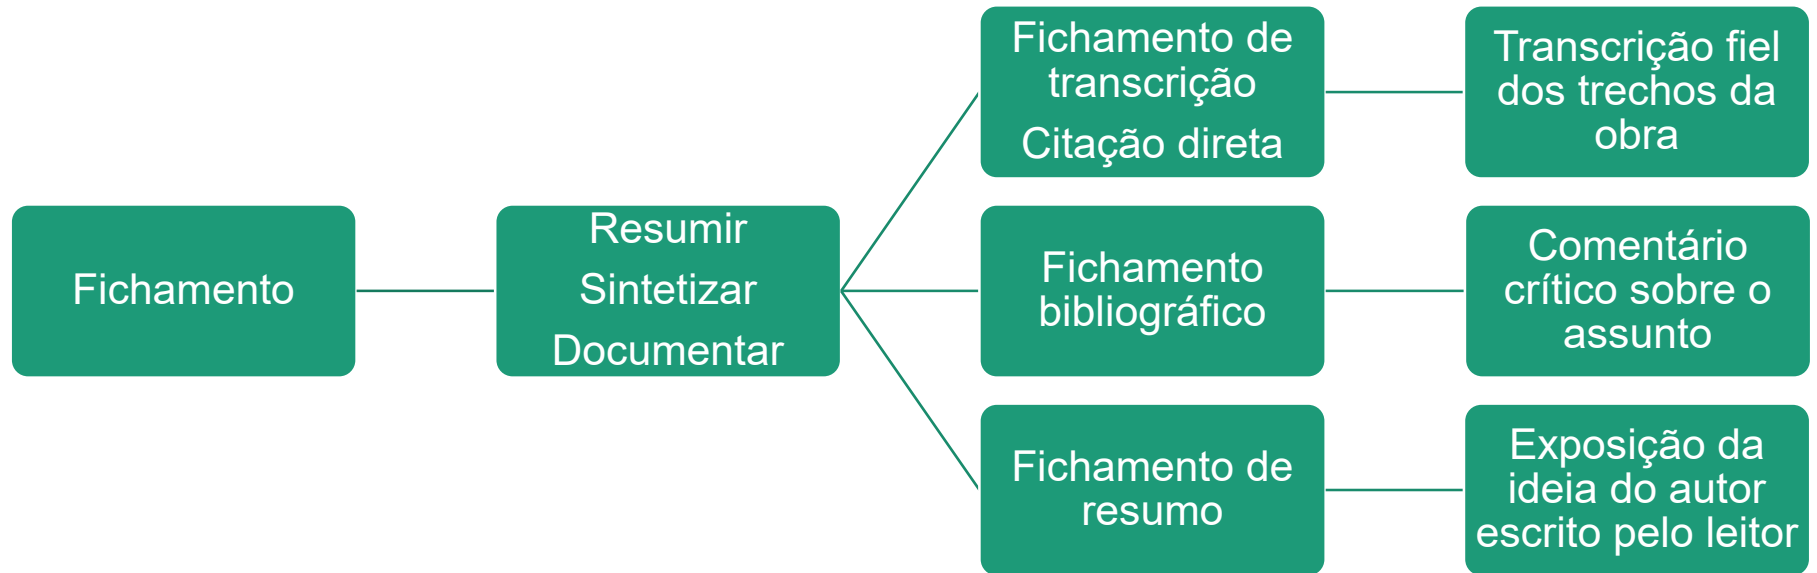 Fichamento
Resumir
Sintetizar
Documentar
Fichamento de
transcrição
Citação direta
Transcrição fiel
dos trechos da
obra
Fichamento
bibliográfico
Comentário
crítico sobre o
assunto
Fichamento de
resumo
Exposição da
ideia do autor
escrito pelo leitor